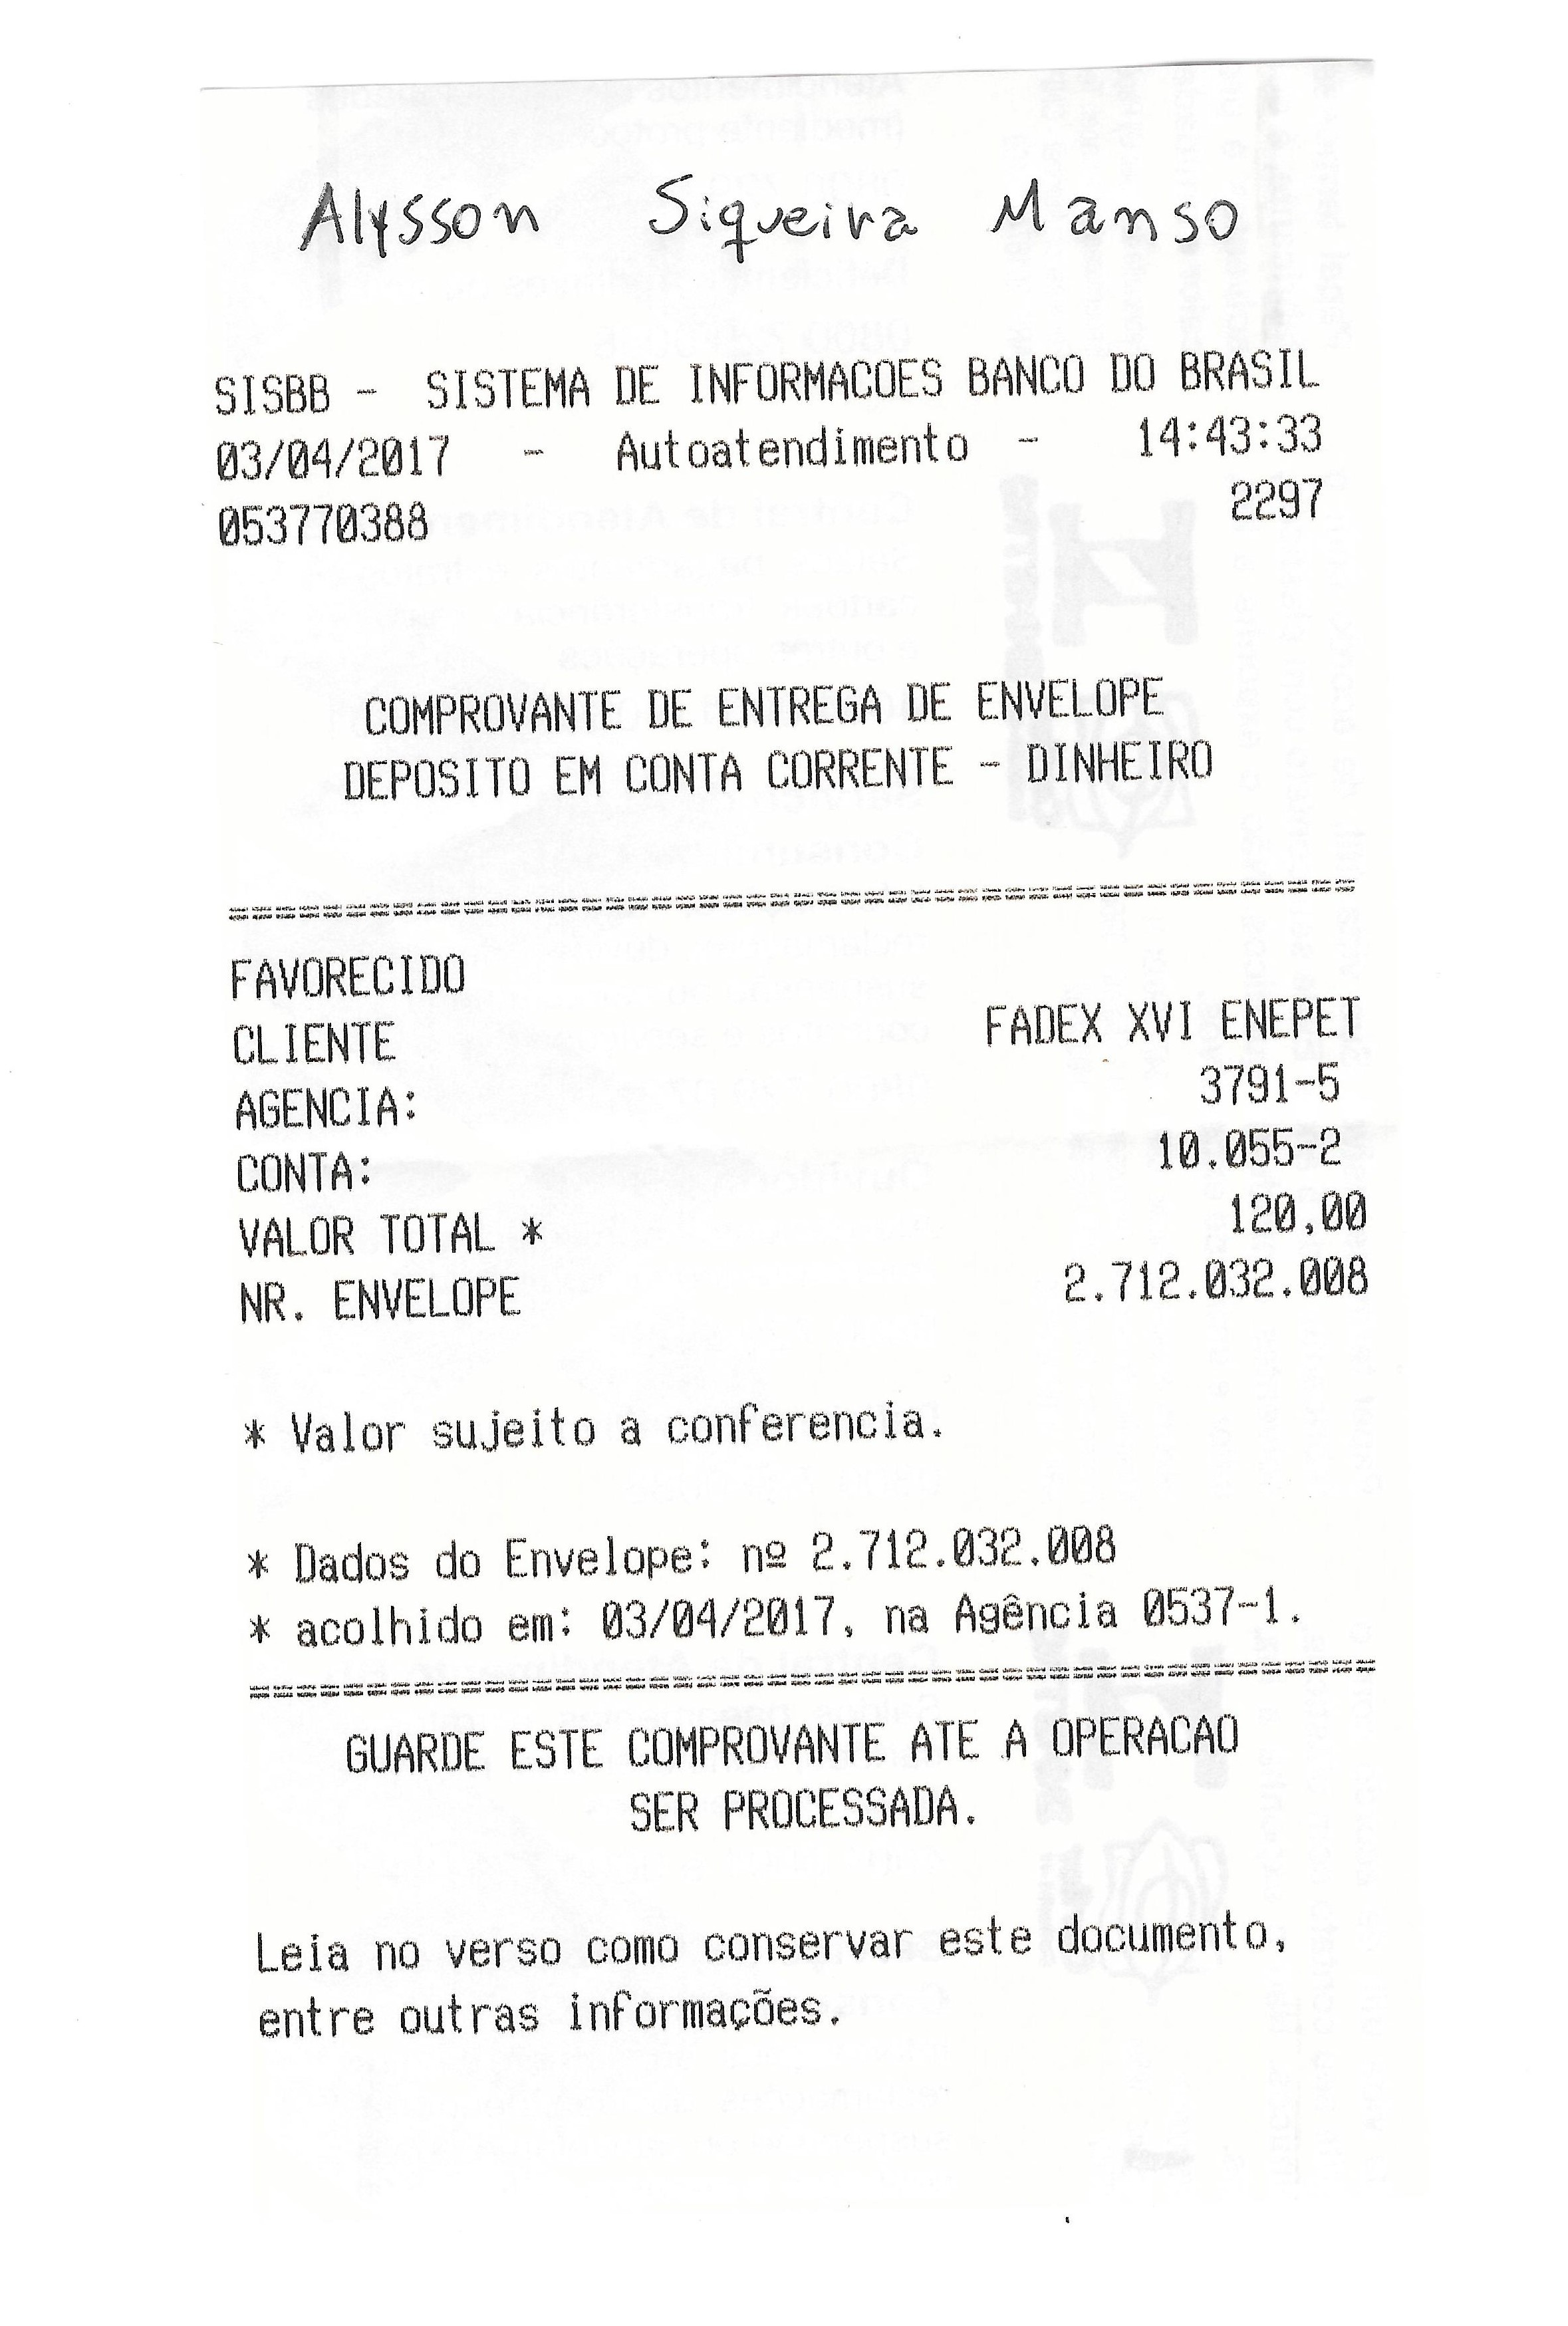 Alysson Siqueira Manso
SISBB - SISTEMA DE INFORMACOES BANCO DO BRASIL
03/04/2017 - Autoatendimento - 14:43:33
053770388 2297
COMPROVANTE DE ENTREGA DE ENVELOPE
DEPOSITO EM CONTA CORRENTE - DINHEIRO
FAVORECIDO
CLIENTE FADEX XVI ENEPET
AGENCIA: 3791-5
CONTA: 10.055-2
VALOR TOTAL * 120,00
NR. ENVELOPE 2.712.032.008
* Valor sujeito a conferencia.
* Dados do Envelope: nº 2.712.032.008
* acolhido em: 03/04/2017, na Agência 0537-1.
GUARDE ESTE COMPROVANTE ATE A OPERACAO
SER PROCESSADA.
Leia no verso como conservar este documento,
entre outras informações.